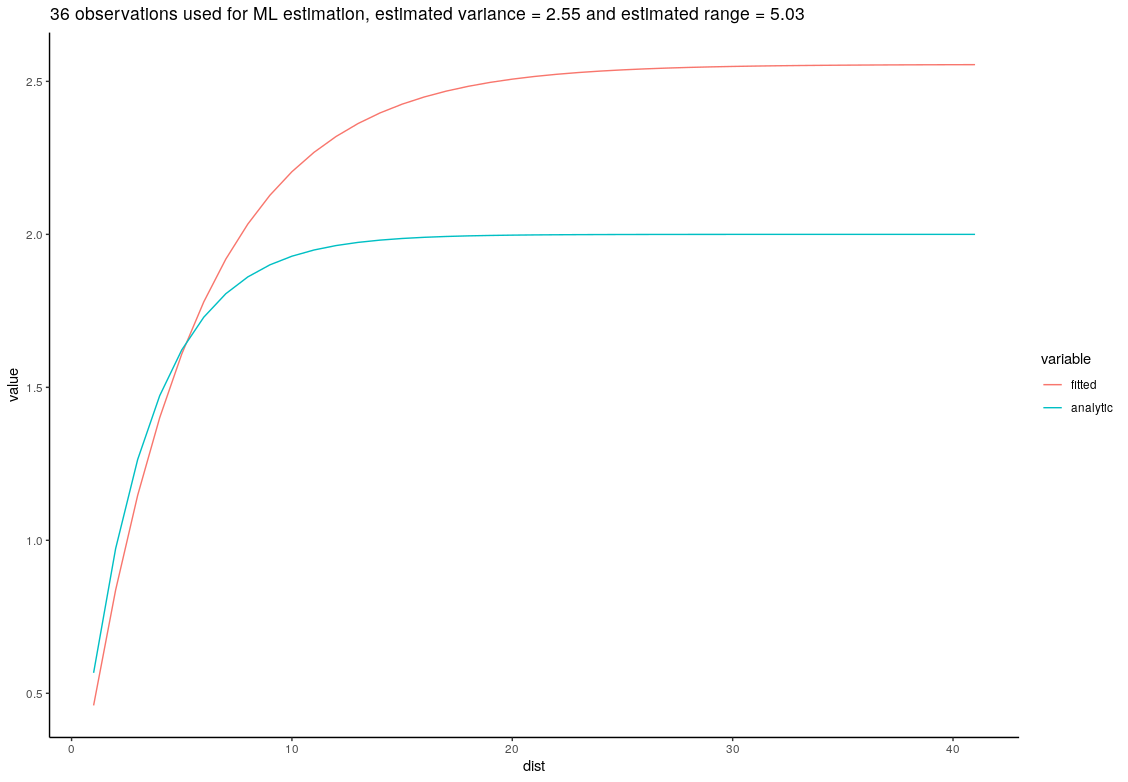 36 observations used for ML estimation, estimated variance = 2.55 and estimated range = 5.03
2.5
2.0
1.5
1.0
0.5
value
0 10 20 30 40
dist
variable
fitted
analytic